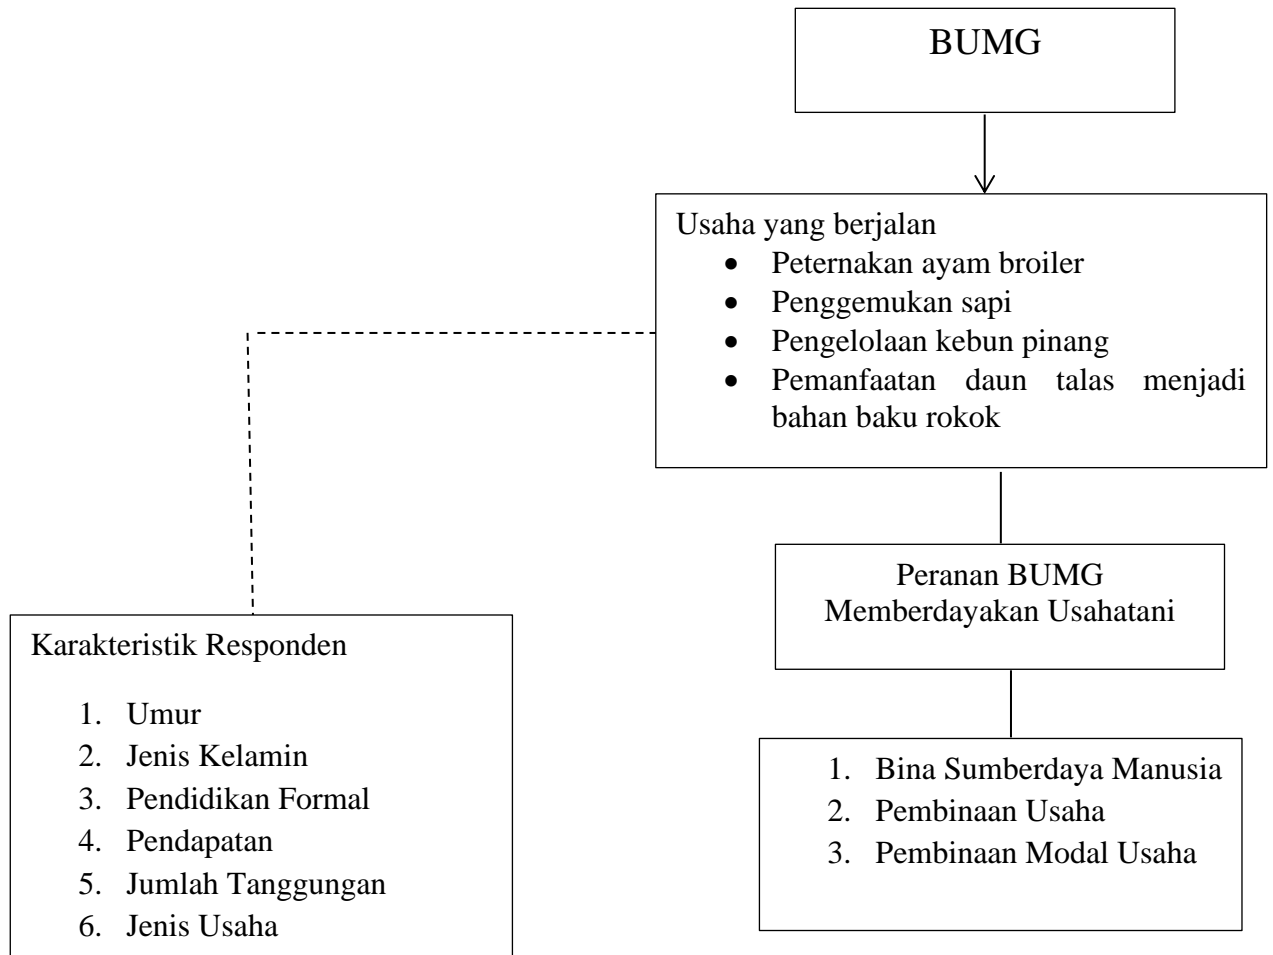 BUMG
Usaha yang berjalan
• Peternakan ayam broiler
• Penggemukan sapi
• Pengelolaan kebun pinang
• Pemanfaatan daun talas menjadi
bahan baku rokok
Peranan BUMG
Memberdayakan Usahatani
Karakteristik Responden
1. Umur
2. Jenis Kelamin
3. Pendidikan Formal
4. Pendapatan
5. Jumlah Tanggungan
6. Jenis Usaha
1. Bina Sumberdaya Manusia
2. Pembinaan Usaha
3. Pembinaan Modal Usaha